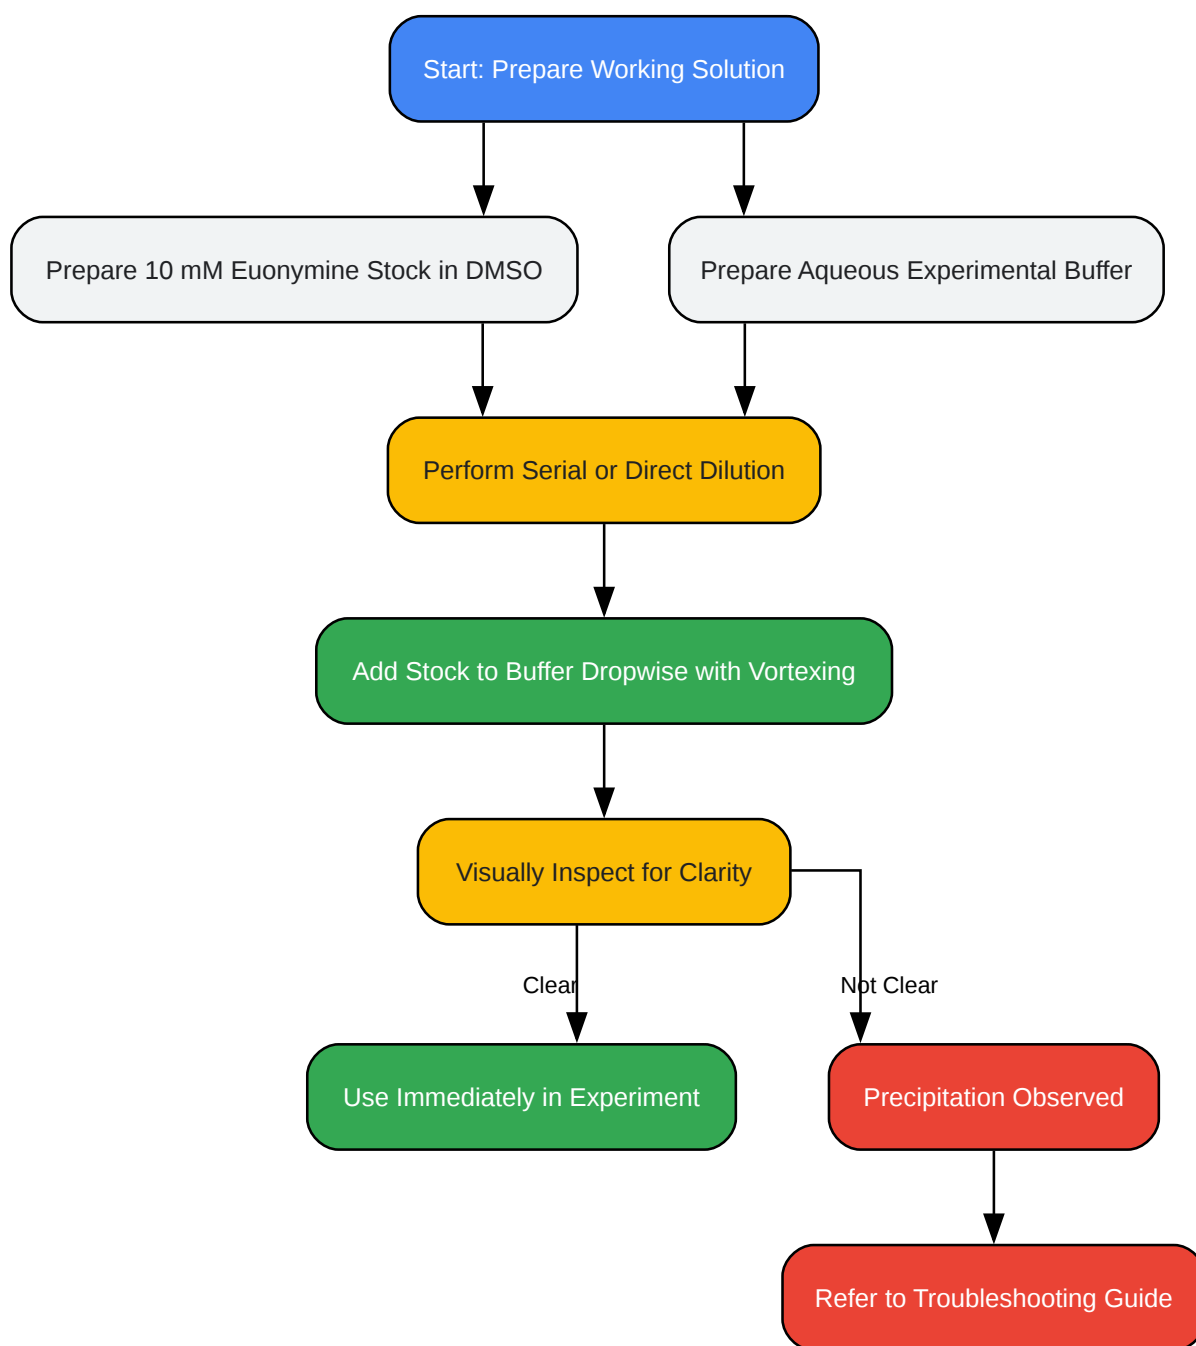 Start: Prepare Working Solution
Prepare 10 mM Euonymine Stock in DMSO
Prepare Aqueous Experimental Buffer
Perform Serial or Direct Dilution
Add Stock to Buffer Dropwise with Vortexing
Visually Inspect for Clarity
Clear
Not Clear
Use Immediately in Experiment
Precipitation Observed
Refer to Troubleshooting Guide